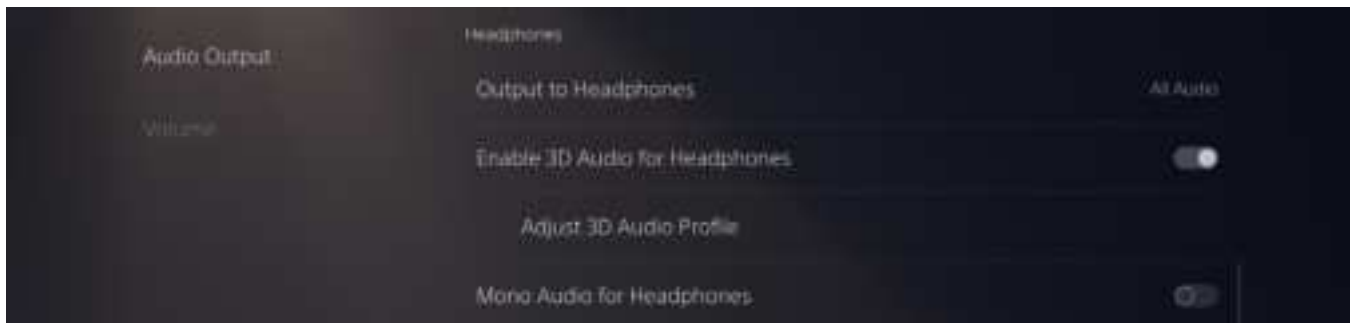 Audio Output
Volume
Headphones
Output to Headphones
All Audio
Enable 3D Audio for Headphones
Adjust 3D Audio Profile
Mono Audio for Headphones